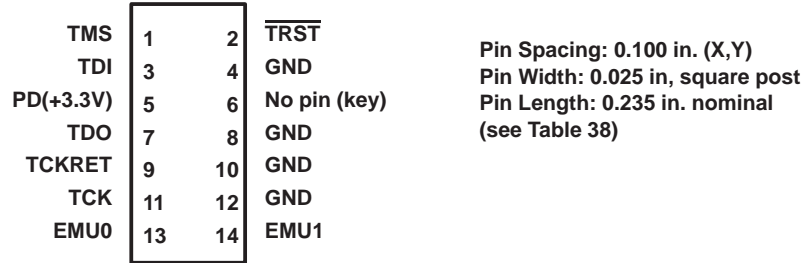 TMS 1 2 TRST
TDI 3 4 GND
PD(+3.3V) 5 6 No pin (key)
TDO 7 8 GND
TCKRET 9 10 GND
TCK 11 12 GND
EMU0 13 14 EMU1
Pin Spacing: 0.100 in. (X,Y)
Pin Width: 0.025 in, square post
Pin Length: 0.235 in. nominal
(see Table 38)